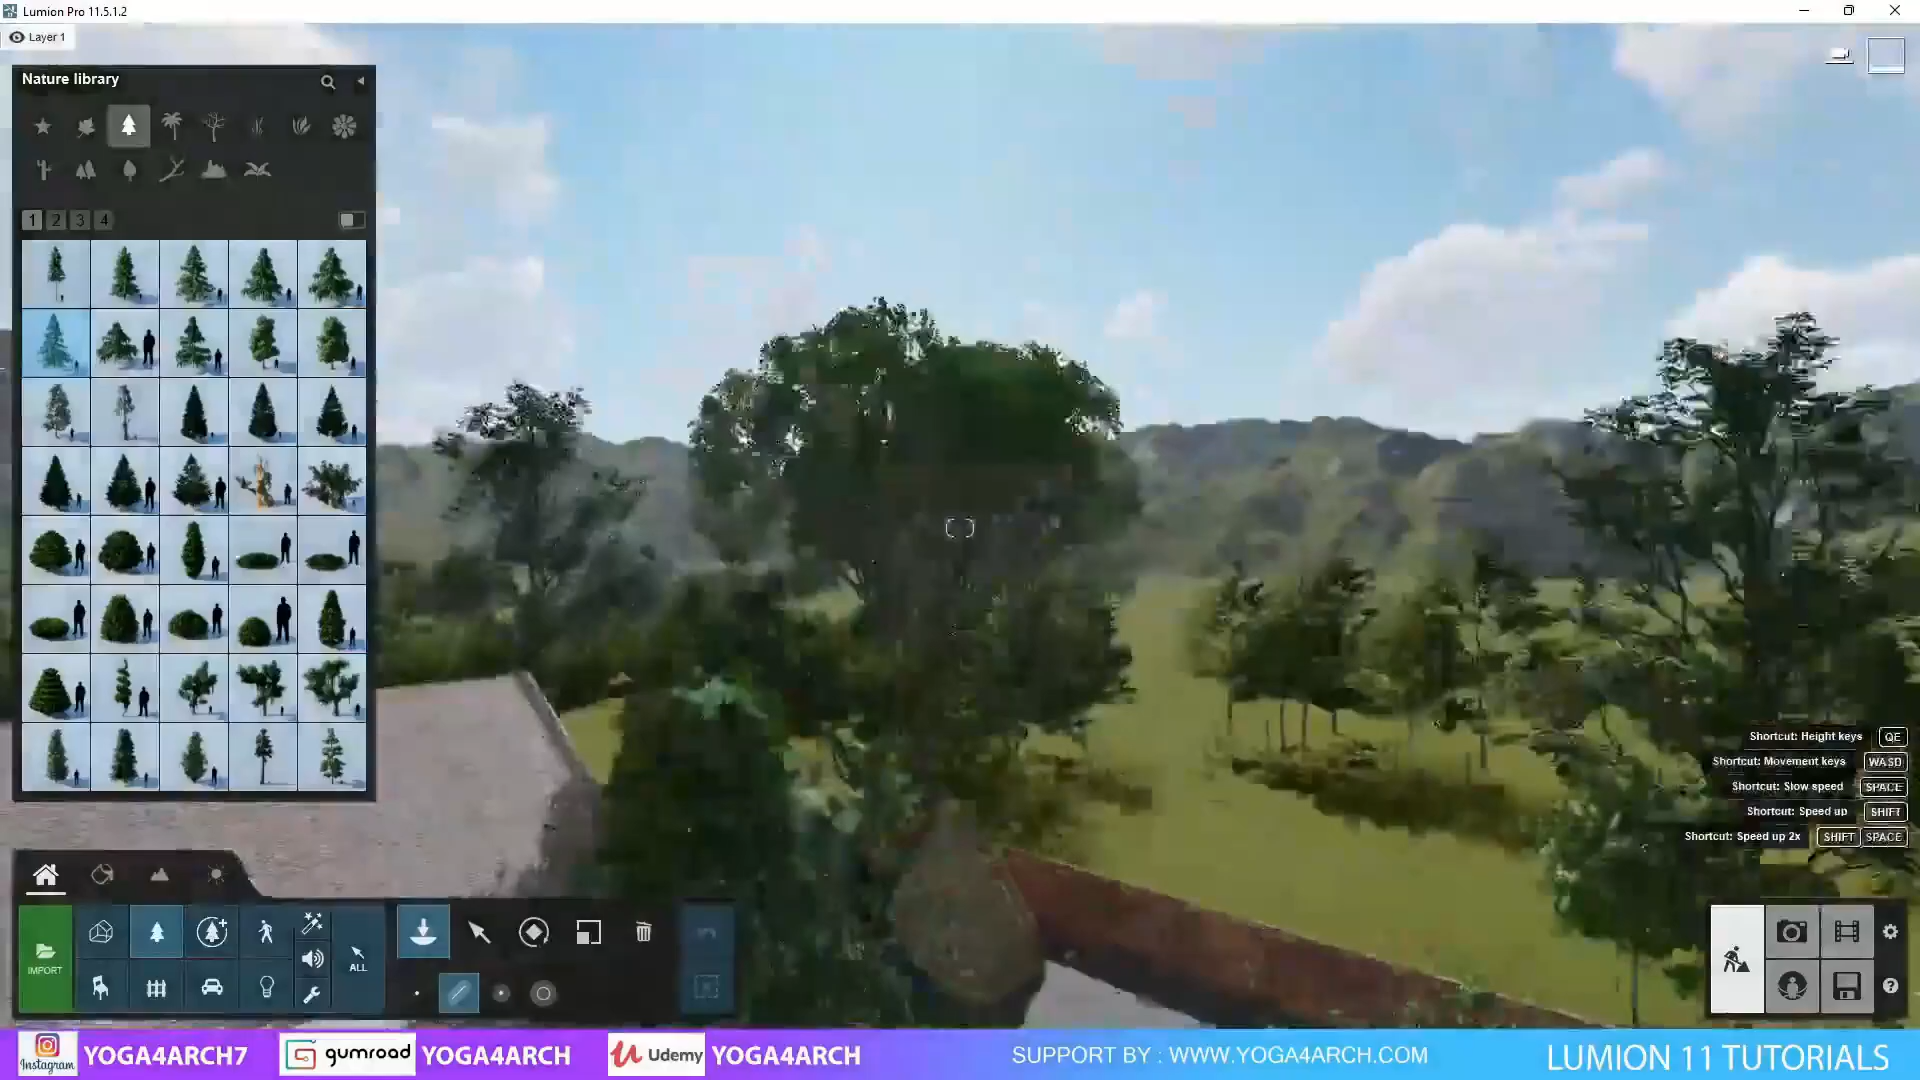 Lumion Pro 11.5.1.2
Layer 1
Nature library
1 2 3 4
Shortcut: Height keys QE
Shortcut: Movement keys WASD
Shortcut: Slow speed SPACE
Shortcut: Speed up SHIFT
Shortcut: Speed up 2x SHIFT SPACE
IMPORT
ALL
?
Instagram YOGA4ARCH7 gumroad YOGA4ARCH Udemy YOGA4ARCH SUPPORT BY : WWW.YOGA4ARCH.COM LUMION 11 TUTORIALS